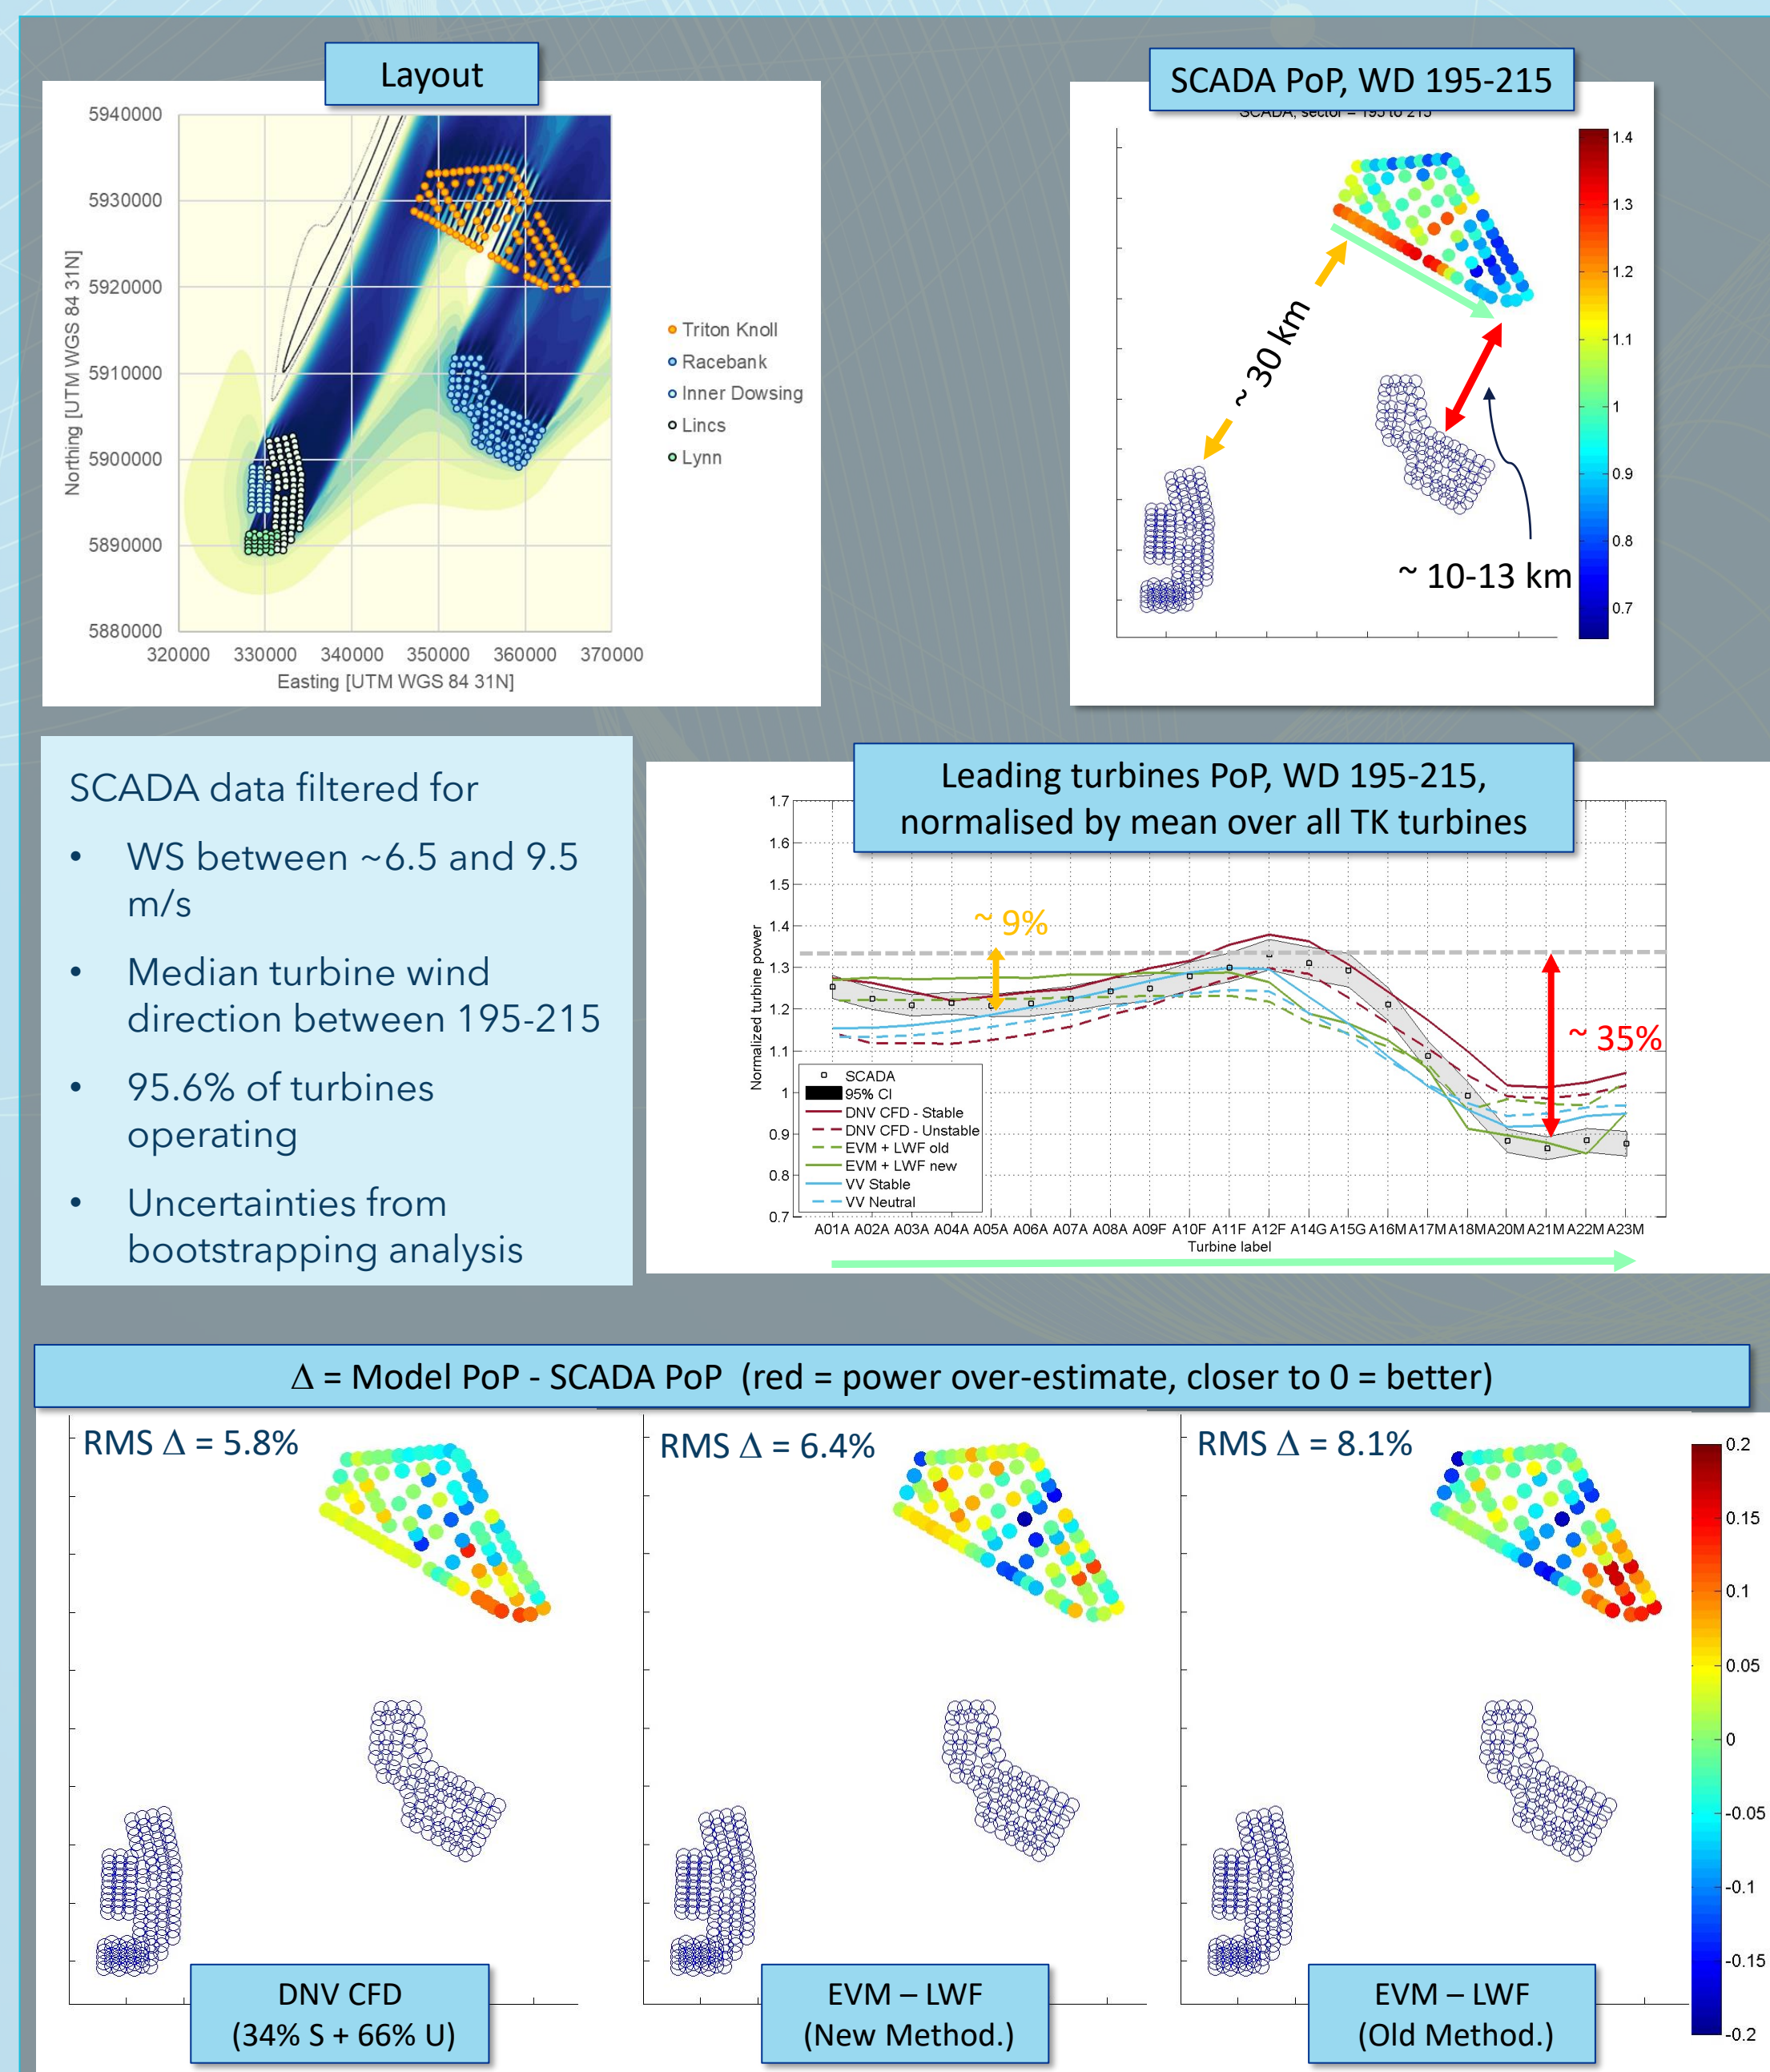 Layout
5940000
5930000
5920000
5910000
5900000
5890000
5880000
320000 330000 340000 350000 360000 370000
Easting [UTM WGS 84 31N]
Northing [UTM WGS 84 31N]
Triton Knoll
Racebank
Inner Dowsing
Lincs
Lynn
SCADA PoP, WD 195-215
SCADA, sector = 195 to 215
~ 30 km
~ 10-13 km
1.4
1.3
1.2
1.1
1
0.9
0.8
0.7
SCADA data filtered for
• WS between ~6.5 and 9.5
m/s
• Median turbine wind
direction between 195-215
• 95.6% of turbines
operating
• Uncertainties from
bootstrapping analysis
Leading turbines PoP, WD 195-215,
normalised by mean over all TK turbines
1.7
1.6
1.5
1.4
1.3
1.2
1.1
1
0.9
0.8
0.7
Normalized turbine power
~ 9%
~ 35%
SCADA
95% CI
DNV CFD - Stable
DNV CFD - Unstable
EVM + LWF old
EVM + LWF new
VV Stable
VV Neutral
A01A A02A A03A A04A A05A A06A A07A A08A A09F A10F A11F A12F A14G A15G A16M A17M A18M A20M A21M A22M A23M
Turbine label
Δ = Model PoP - SCADA PoP (red = power over-estimate, closer to 0 = better)
RMS Δ = 5.8%
RMS Δ = 6.4%
RMS Δ = 8.1%
0.2
0.15
0.1
0.05
0
-0.05
-0.1
-0.15
-0.2
DNV CFD
(34% S + 66% U)
EVM – LWF
(New Method.)
EVM – LWF
(Old Method.)